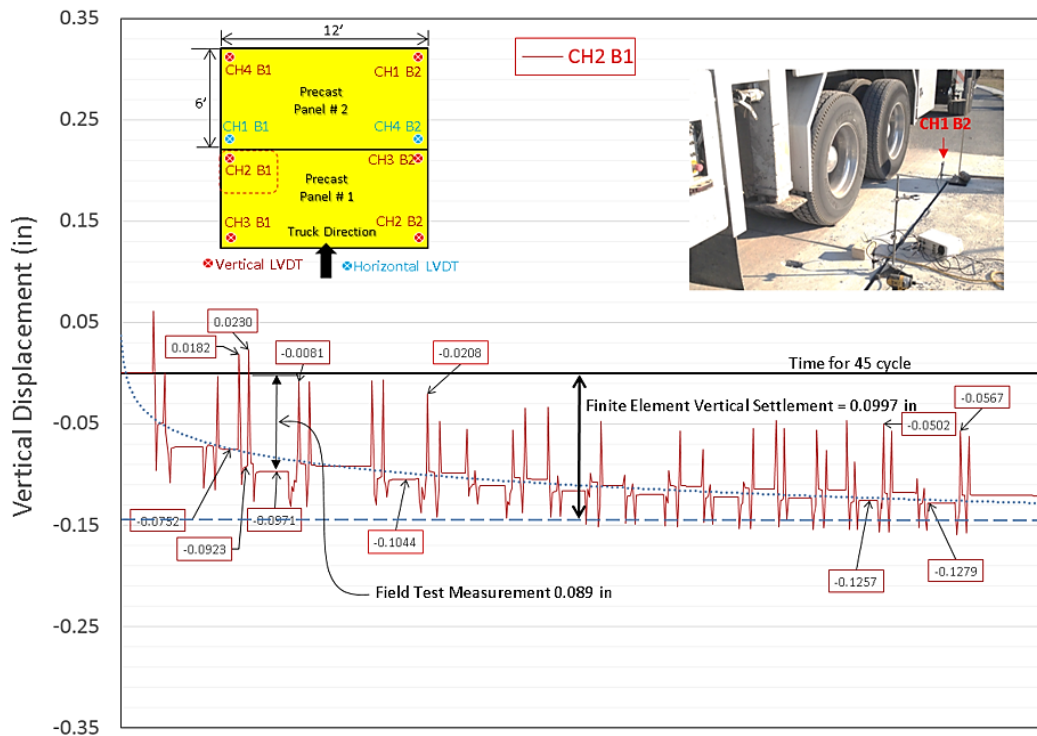 0.35
0.25
0.15
0.05
-0.05
-0.15
-0.25
-0.35
Vertical Displacement (in)
12'
6'
CH4 B1
CH1 B2
Precast
Panel # 2
CH1 B1
CH4 B2
CH2 B1
CH3 B2
Precast
Panel # 1
CH3 B1
CH2 B2
Truck Direction
Vertical LVDT
Horizontal LVDT
CH2 B1
CH1 B2
0.0182
0.0230
-0.0081
-0.0208
Time for 45 cycle
Finite Element Vertical Settlement = 0.0997 in
-0.0502
-0.0567
-0.0752
-0.0923
-0.0971
-0.1044
Field Test Measurement 0.089 in
-0.1257
-0.1279